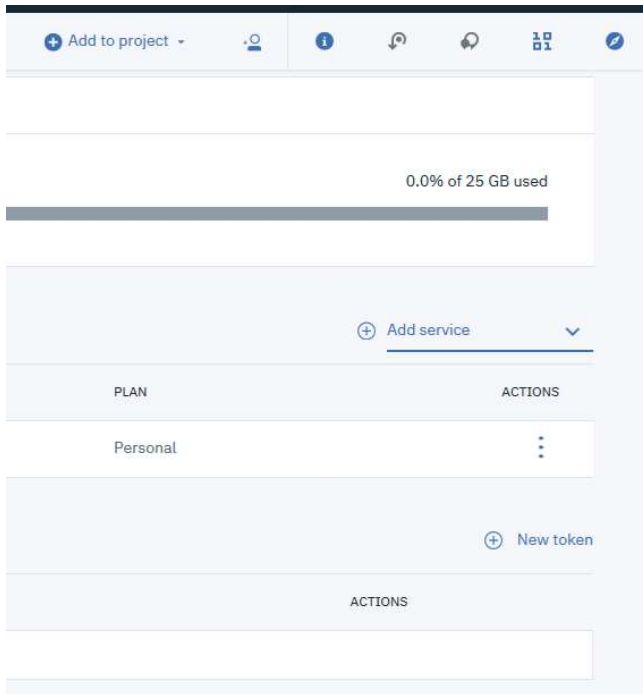 Add to project
0.0% of 25 GB used
Add service
PLAN ACTIONS
Personal
New token
ACTIONS